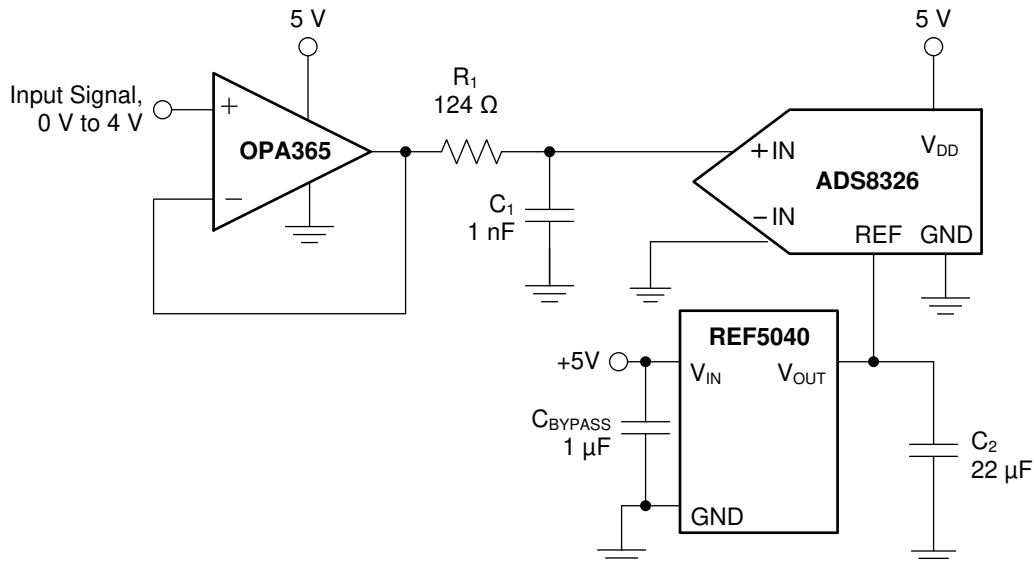 5 V
5 V
Input Signal,
0 V to 4 V
+
−
OPA365
R1
124 Ω
C1
1 nF
+IN
−IN
VDD
ADS8326
REF GND
REF5040
+5V
VIN
VOUT
CBYPASS
1 µF
GND
C2
22 µF